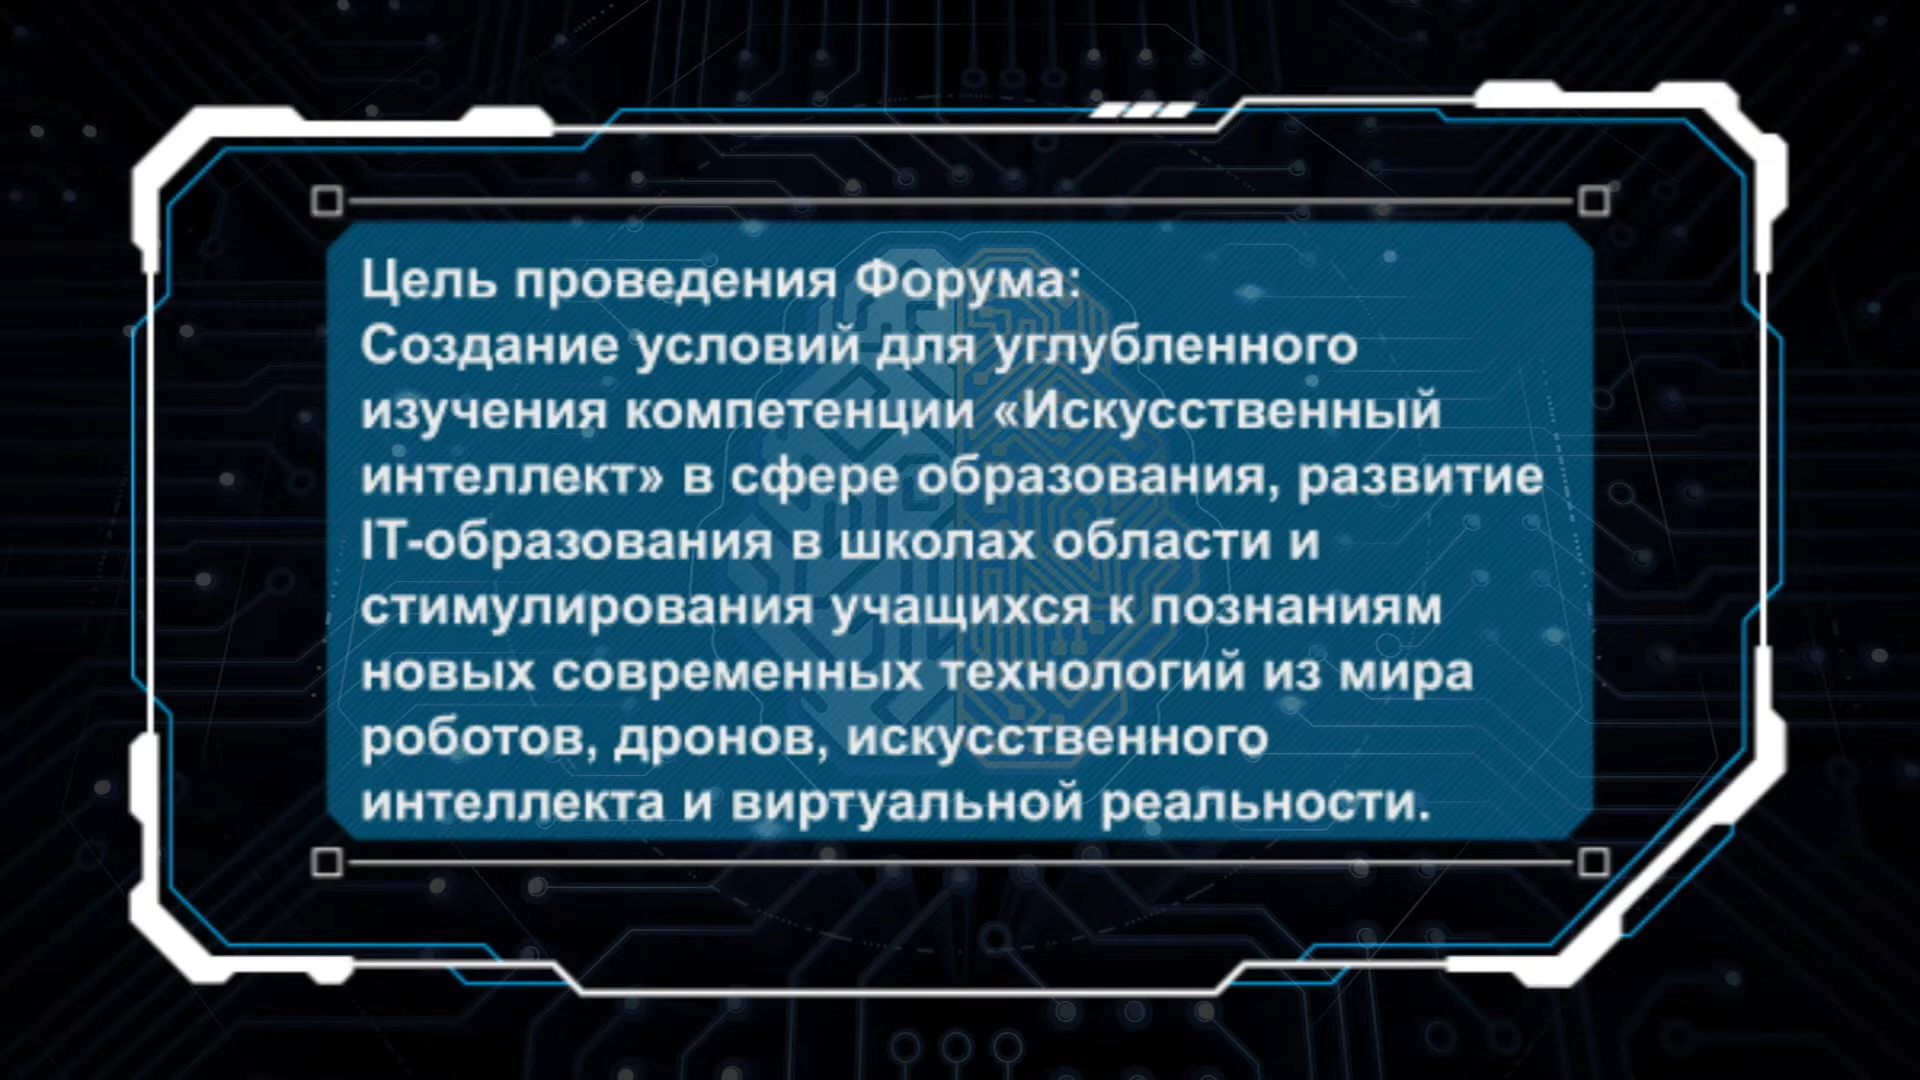 Цель проведения Форума:
Создание условий для углубленного
изучения компетенции «Искусственный
интеллект» в сфере образования, развитие
IT-образования в школах области и
стимулирования учащихся к познаниям
новых современных технологий из мира
роботов, дронов, искусственного
интеллекта и виртуальной реальности.